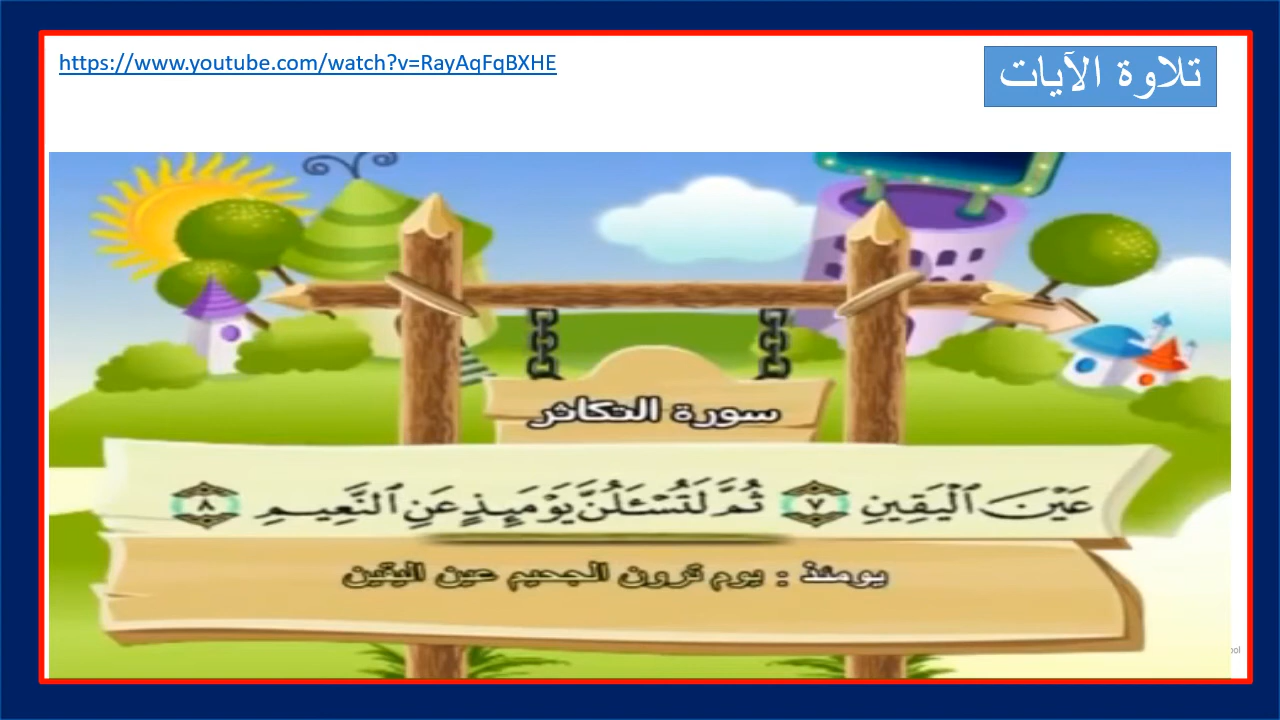 https://www.youtube.com/watch?v=RayAqFqBXHE
تلاوة الآيات
سورة التكاثر
عَيْنَ ٱلْيَقِينِ ٧ ثُمَّ لَتُسْـَٔلُنَّ يَوْمَئِذٍ عَنِ ٱلنَّعِيمِ ٨
يومئذ : يوم ترون الجحيم عين اليقين